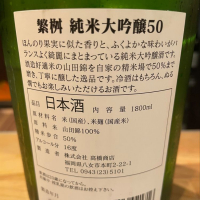 繁桝 純米大吟醸50
ほんのり果実に似た香りと、ふくよかな味わいがバ
ランスよく綺麗にまとまっている純米大吟醸酒です。
酒造好適米の山田錦を自家の精米場で50%まで
磨き、丁寧に醸した逸品です。冷酒はもちろん、ぬる
燗でもお楽しみいただけるお酒です。
品目 日本酒 内容量 1800ml
原材料名 米(国産)、米麹(国産米)
原料米 山田錦100%
精米歩合 50%
アルコール分 16度
株式会社 高橋商店
福岡県八女市本町2-22-1
TEL 0943(23)5101